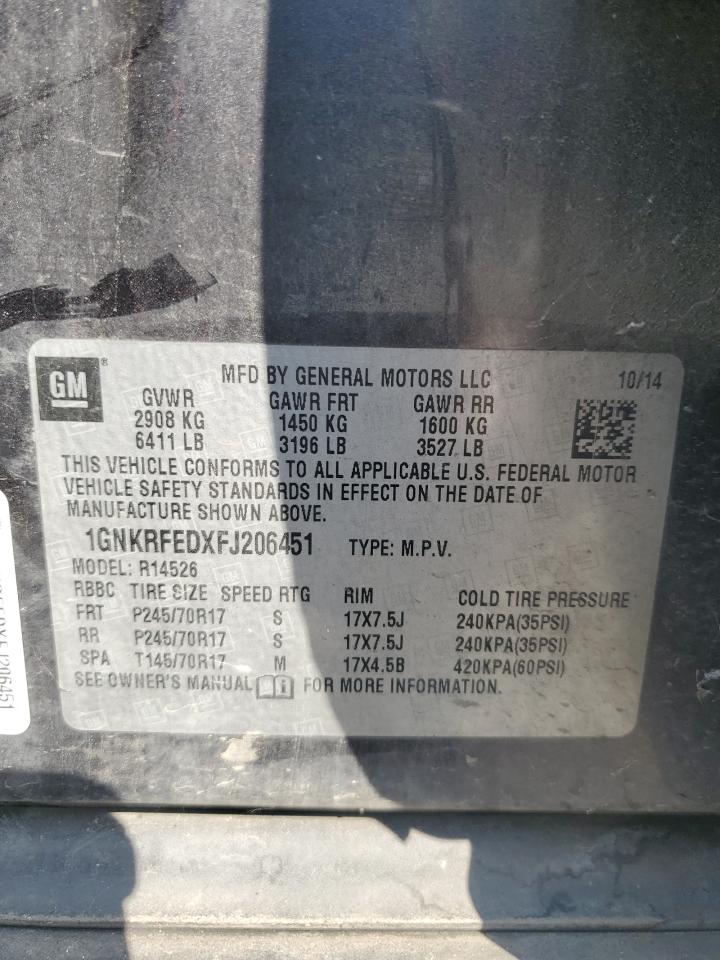 GM ® MFD BY GENERAL MOTORS LLC 10/14
GVWR GAWR FRT GAWR RR
2908 KG 1450 KG 1600 KG
6411 LB 3196 LB 3527 LB
THIS VEHICLE CONFORMS TO ALL APPLICABLE U.S. FEDERAL MOTOR
VEHICLE SAFETY STANDARDS IN EFFECT ON THE DATE OF
MANUFACTURE SHOWN ABOVE.
1GNKRFEDXFJ206451 TYPE: M.P.V.
MODEL: R14526
RBBC TIRE SIZE SPEED RTG RIM COLD TIRE PRESSURE
FRT P245/70R17 S 17X7.5J 240KPA(35PSI)
RR P245/70R17 S 17X7.5J 240KPA(35PSI)
SPA T145/70R17 M 17X4.5B 420KPA(60PSI)
SEE OWNER'S MANUAL i FOR MORE INFORMATION.